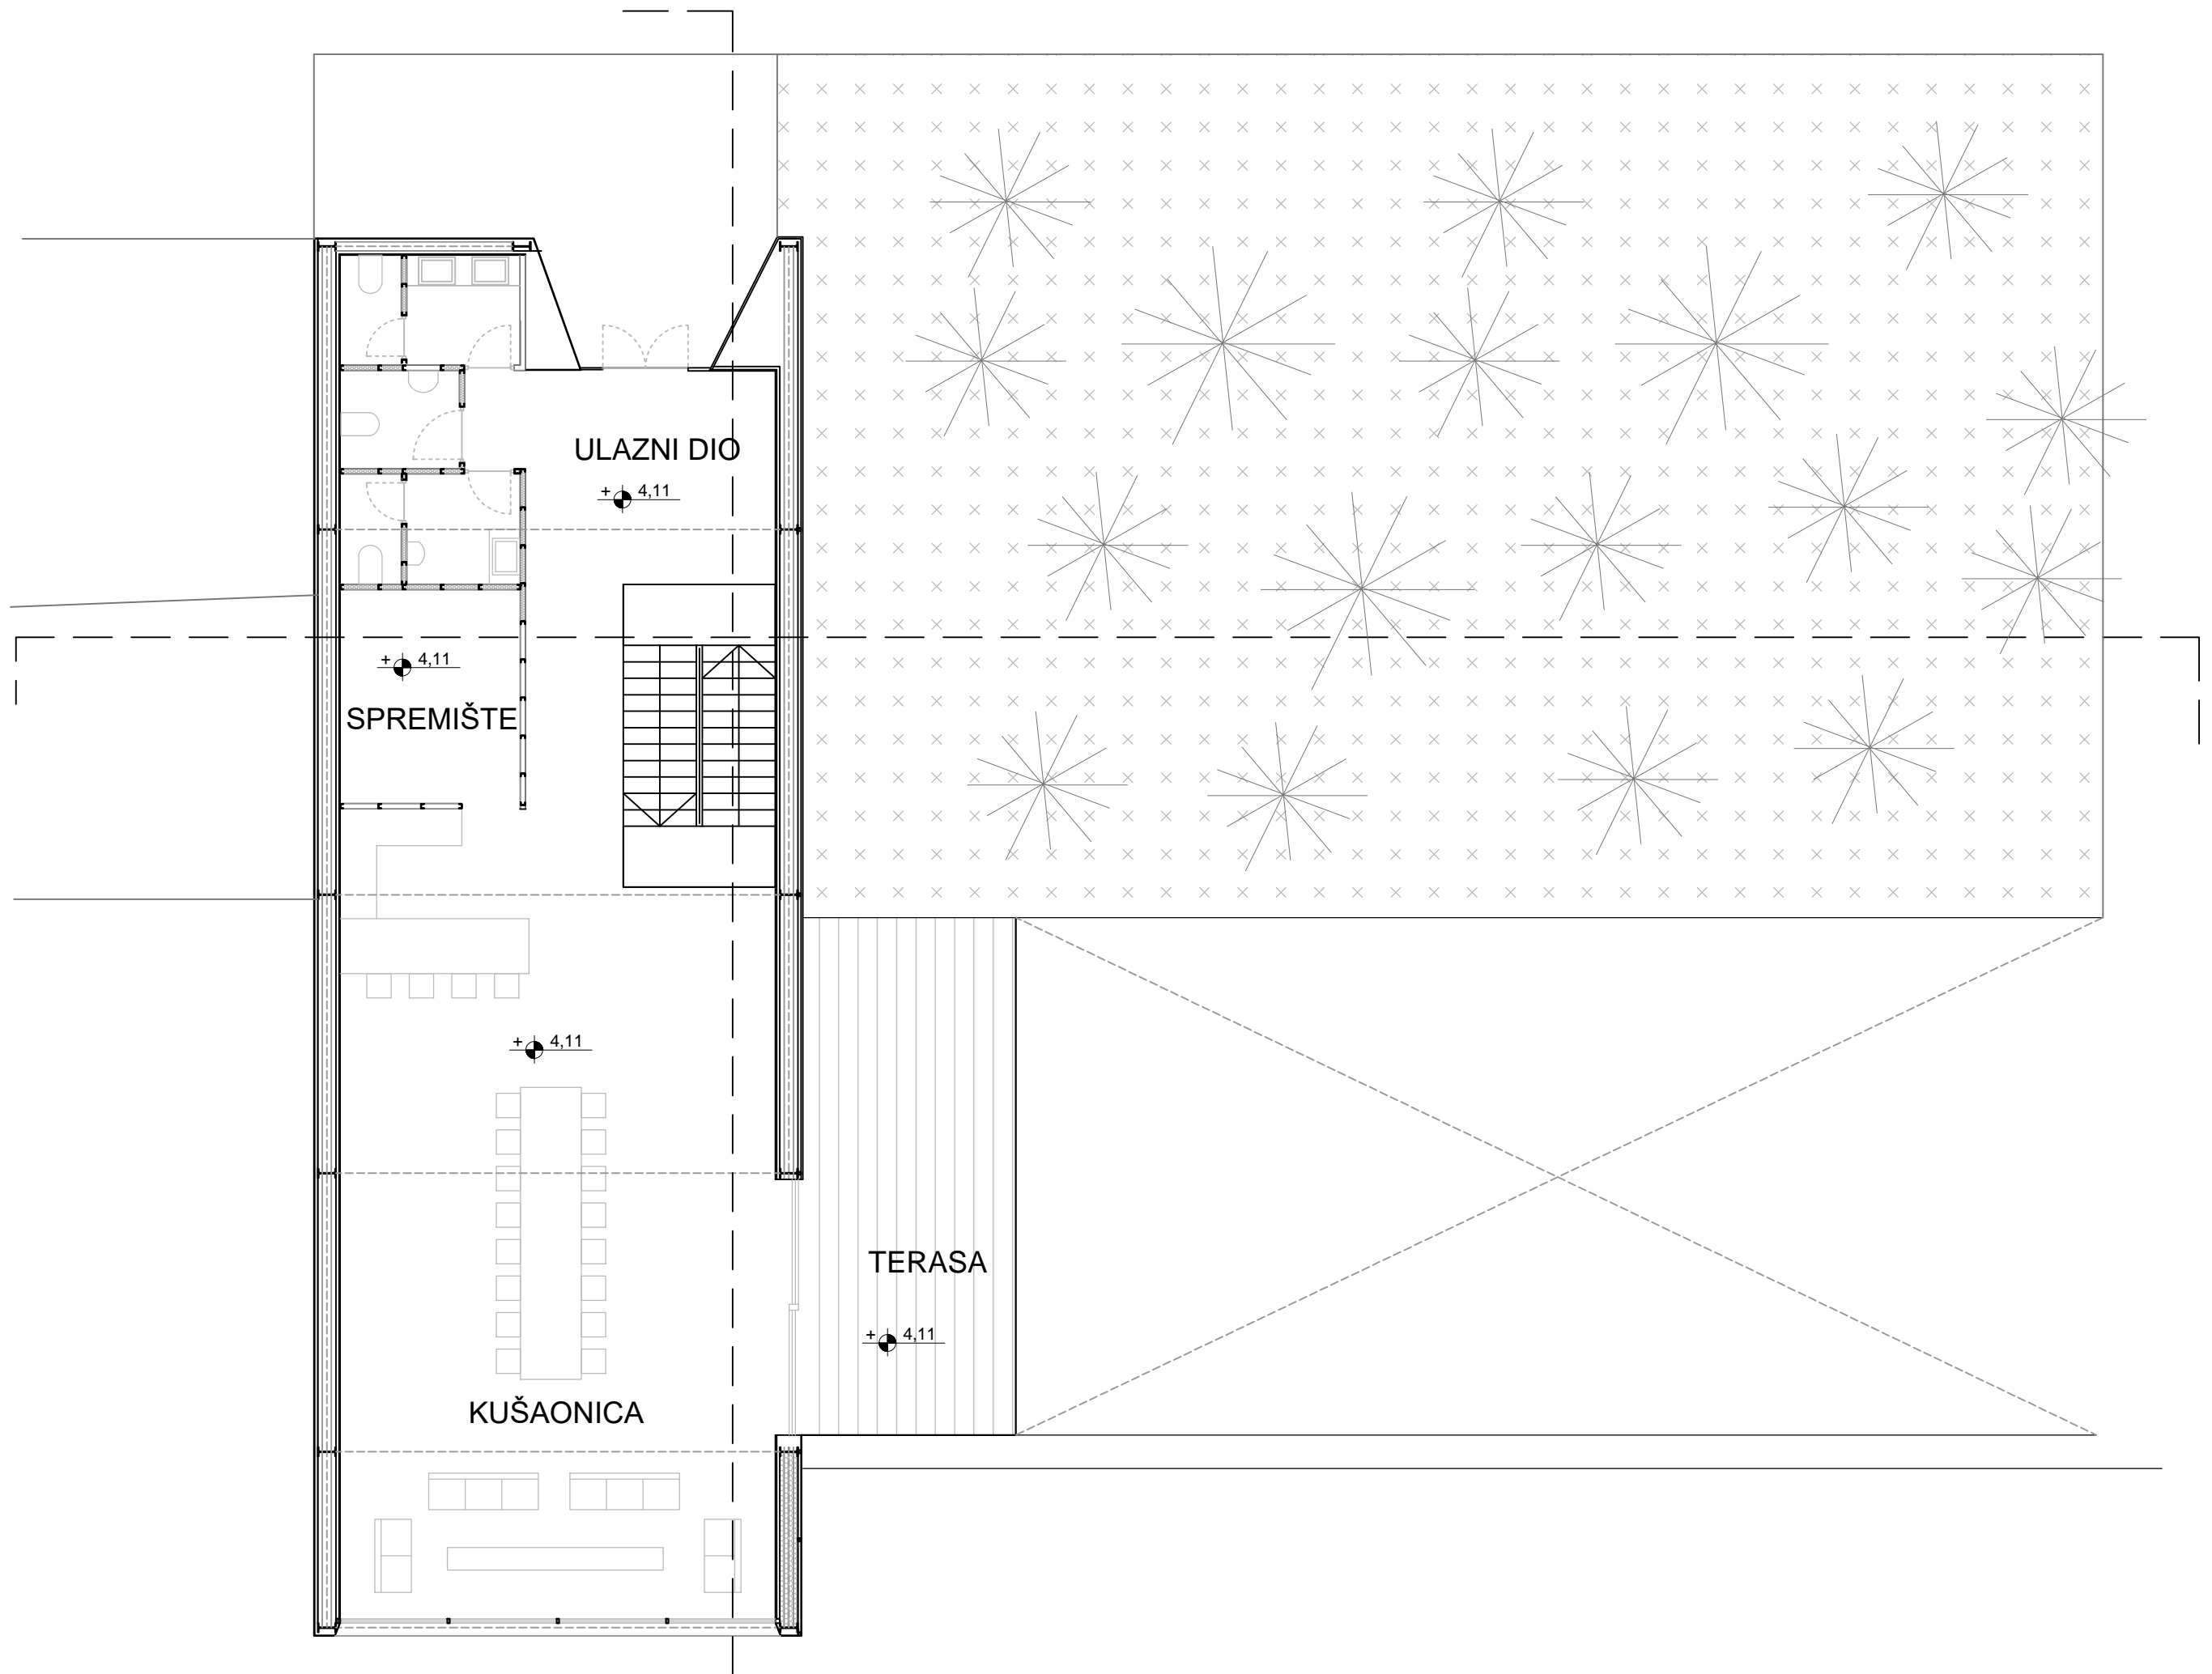 ULAZNI DIO
+ 4,11
+ 4,11
SPREMIŠTE
+ 4,11
TERASA
+ 4,11
KUŠAONICA